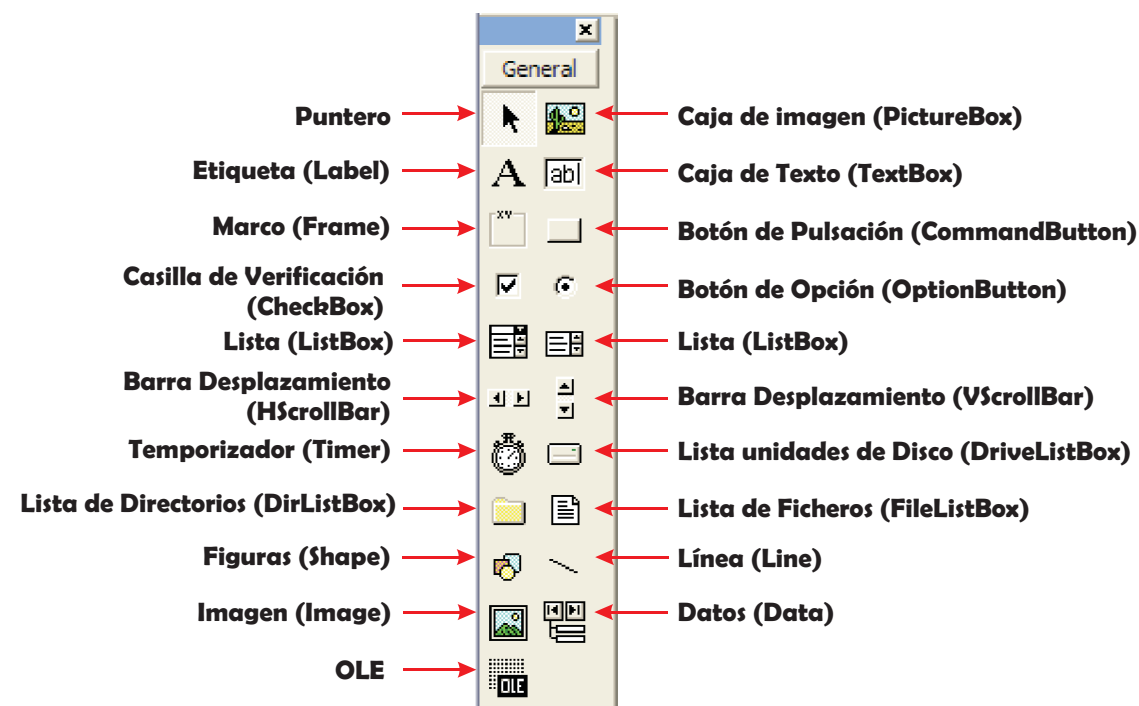 General
Puntero
Caja de imagen (PictureBox)
Etiqueta (Label)
A
abl
Caja de Texto (TextBox)
Marco (Frame)
xv
Botón de Pulsación (CommandButton)
Casilla de Verificación
(CheckBox)
Botón de Opción (OptionButton)
Lista (ListBox)
Lista (ListBox)
Barra Desplazamiento
(HScrollBar)
Barra Desplazamiento (VScrollBar)
Temporizador (Timer)
Lista unidades de Disco (DriveListBox)
Lista de Directorios (DirListBox)
Lista de Ficheros (FileListBox)
Figuras (Shape)
Línea (Line)
Imagen (Image)
Datos (Data)
OLE
OLE